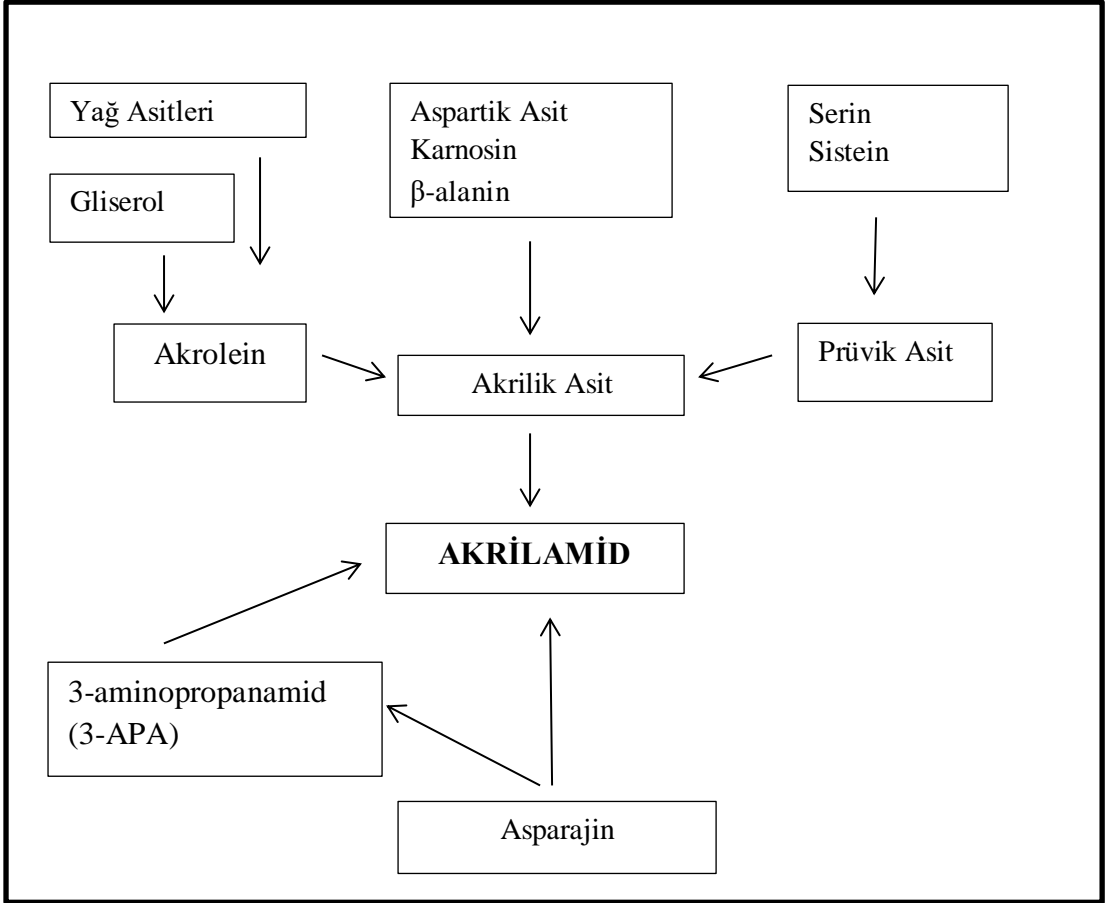 Yağ Asitleri
Gliserol
Aspartik Asit
Karnosin
β-alanin
Serin
Sistein
Akrolein
Akrilik Asit
Prüvik Asit
AKRİLAMİD
3-aminopropanamid
(3-APA)
Asparajin